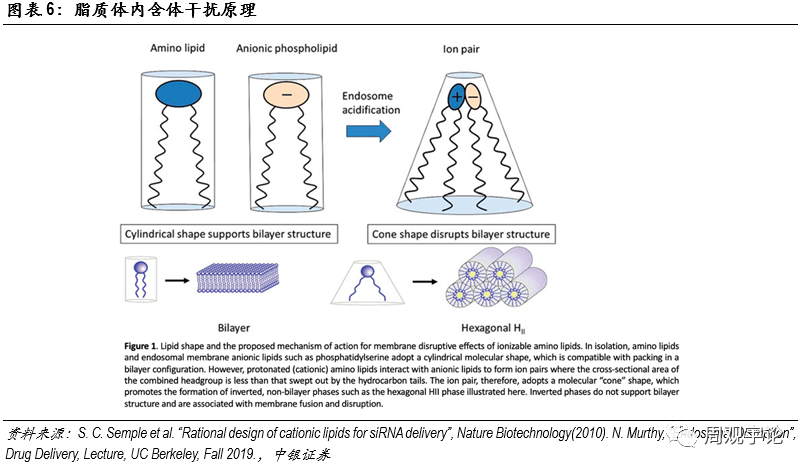 图表6：脂质体内含体干扰原理
Amino lipid
Anionic phospholipid
Ion pair
Endosome
acidification
−
+ −
Cylindrical shape supports bilayer structure
Cone shape disrupts bilayer structure
Bilayer
Hexagonal HII
Figure 1. Lipid shape and the proposed mechanism of action for membrane disruptive effects of ionizable amino lipids. In isolation, amino lipids
and endosomal membrane anionic lipids such as phosphatidylserine adopt a cylindrical molecular shape, which is compatible with packing in a
bilayer configuration. However, protonated (cationic) amino lipids interact with anionic lipids to form ion pairs where the cross-sectional area of
the combined headgroup is less than that swept out by the hydrocarbon tails. The ion pair, therefore, adopts a molecular “cone” shape, which
promotes the formation of inverted, non-bilayer phases such as the hexagonal HII phase illustrated here. Inverted phases do not support bilayer
structure and are associated with membrane fusion and disruption.
资料来源：S. C. Semple et al. “Rational design of cationic lipids for siRNA delivery”, Nature Biotechnology(2010). N. Murthy,
Drug Delivery, Lecture, UC Berkeley, Fall 2019.，中银证券
周观宇论